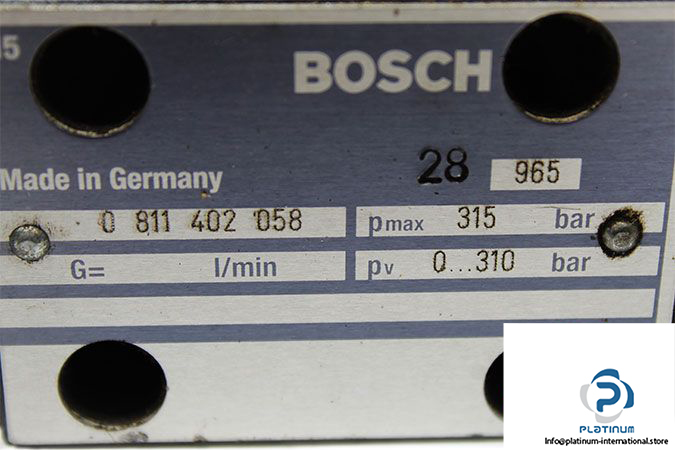 5
BOSCH
Made in Germany 28 965
0 811 402 058 pmax 315 bar
G= l/min pv 0...310 bar
PLATINUM
Info@platinum-international.store